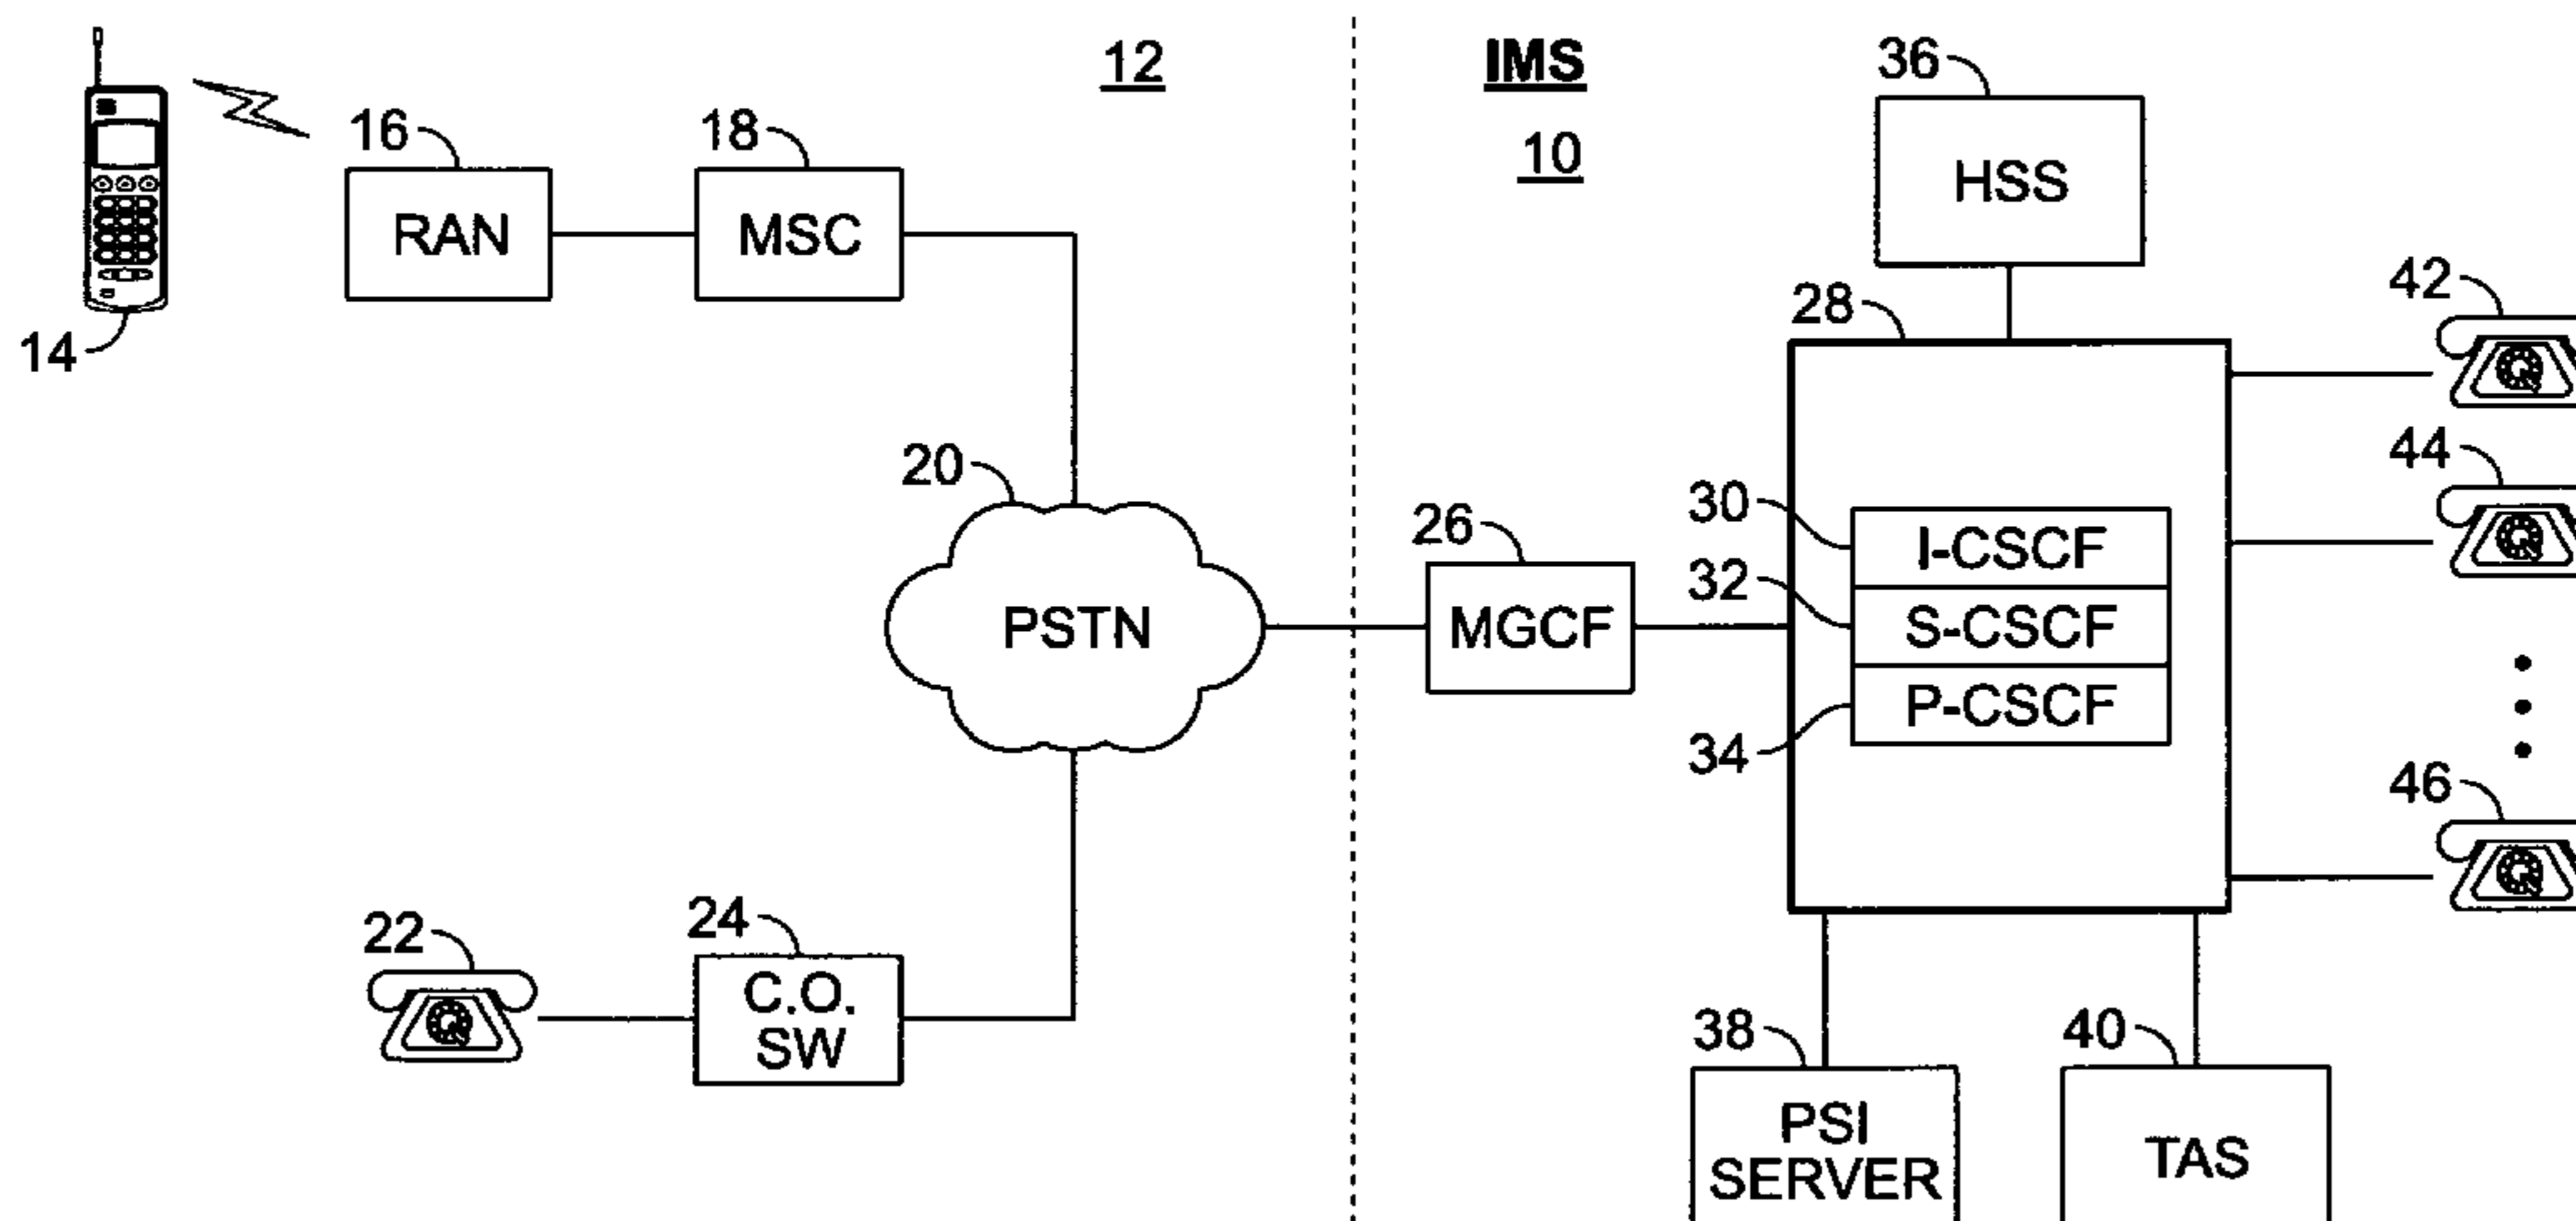 12
IMS
10
14
16
RAN
18
MSC
20
PSTN
22
24
C.O.
SW
26
MGCF
36
HSS
28
30
I-CSCF
32
S-CSCF
34
P-CSCF
42
44
46
38
PSI
SERVER
40
TAS